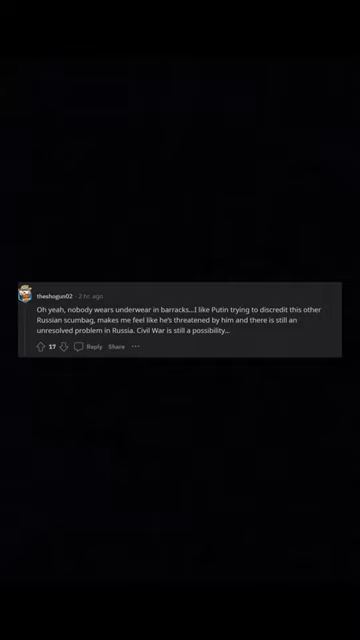 theshogun02 · 2 hr. ago
Oh yeah, nobody wears underwear in barracks...I like Putin trying to discredit this other
Russian scumbag, makes me feel like he's threatened by him and there is still an
unresolved problem in Russia. Civil War is still a possibility...
17 Reply Share ...